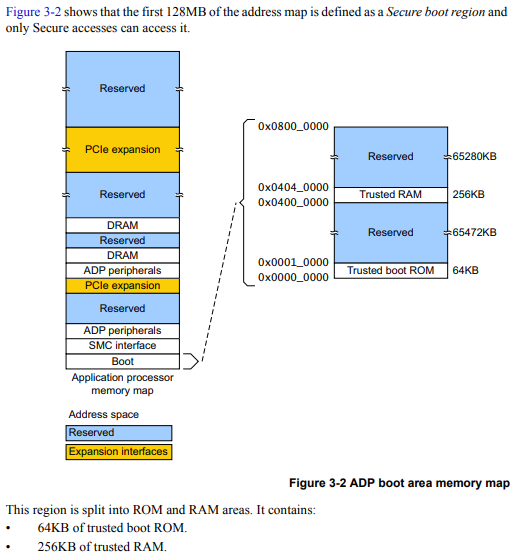 Figure 3-2 shows that the first 128MB of the address map is defined as a Secure boot region and
only Secure accesses can access it.
Reserved
PCIe expansion
Reserved
DRAM
Reserved
DRAM
ADP peripherals
PCIe expansion
Reserved
ADP peripherals
SMC interface
Boot
Application processor
memory map
0x0800_0000
Reserved
65280KB
0x0404_0000
Trusted RAM
256KB
0x0400_0000
Reserved
65472KB
0x0001_0000
Trusted boot ROM
64KB
0x0000_0000
Address space
Reserved
Expansion interfaces
Figure 3-2 ADP boot area memory map
This region is split into ROM and RAM areas. It contains:
• 64KB of trusted boot ROM.
• 256KB of trusted RAM.